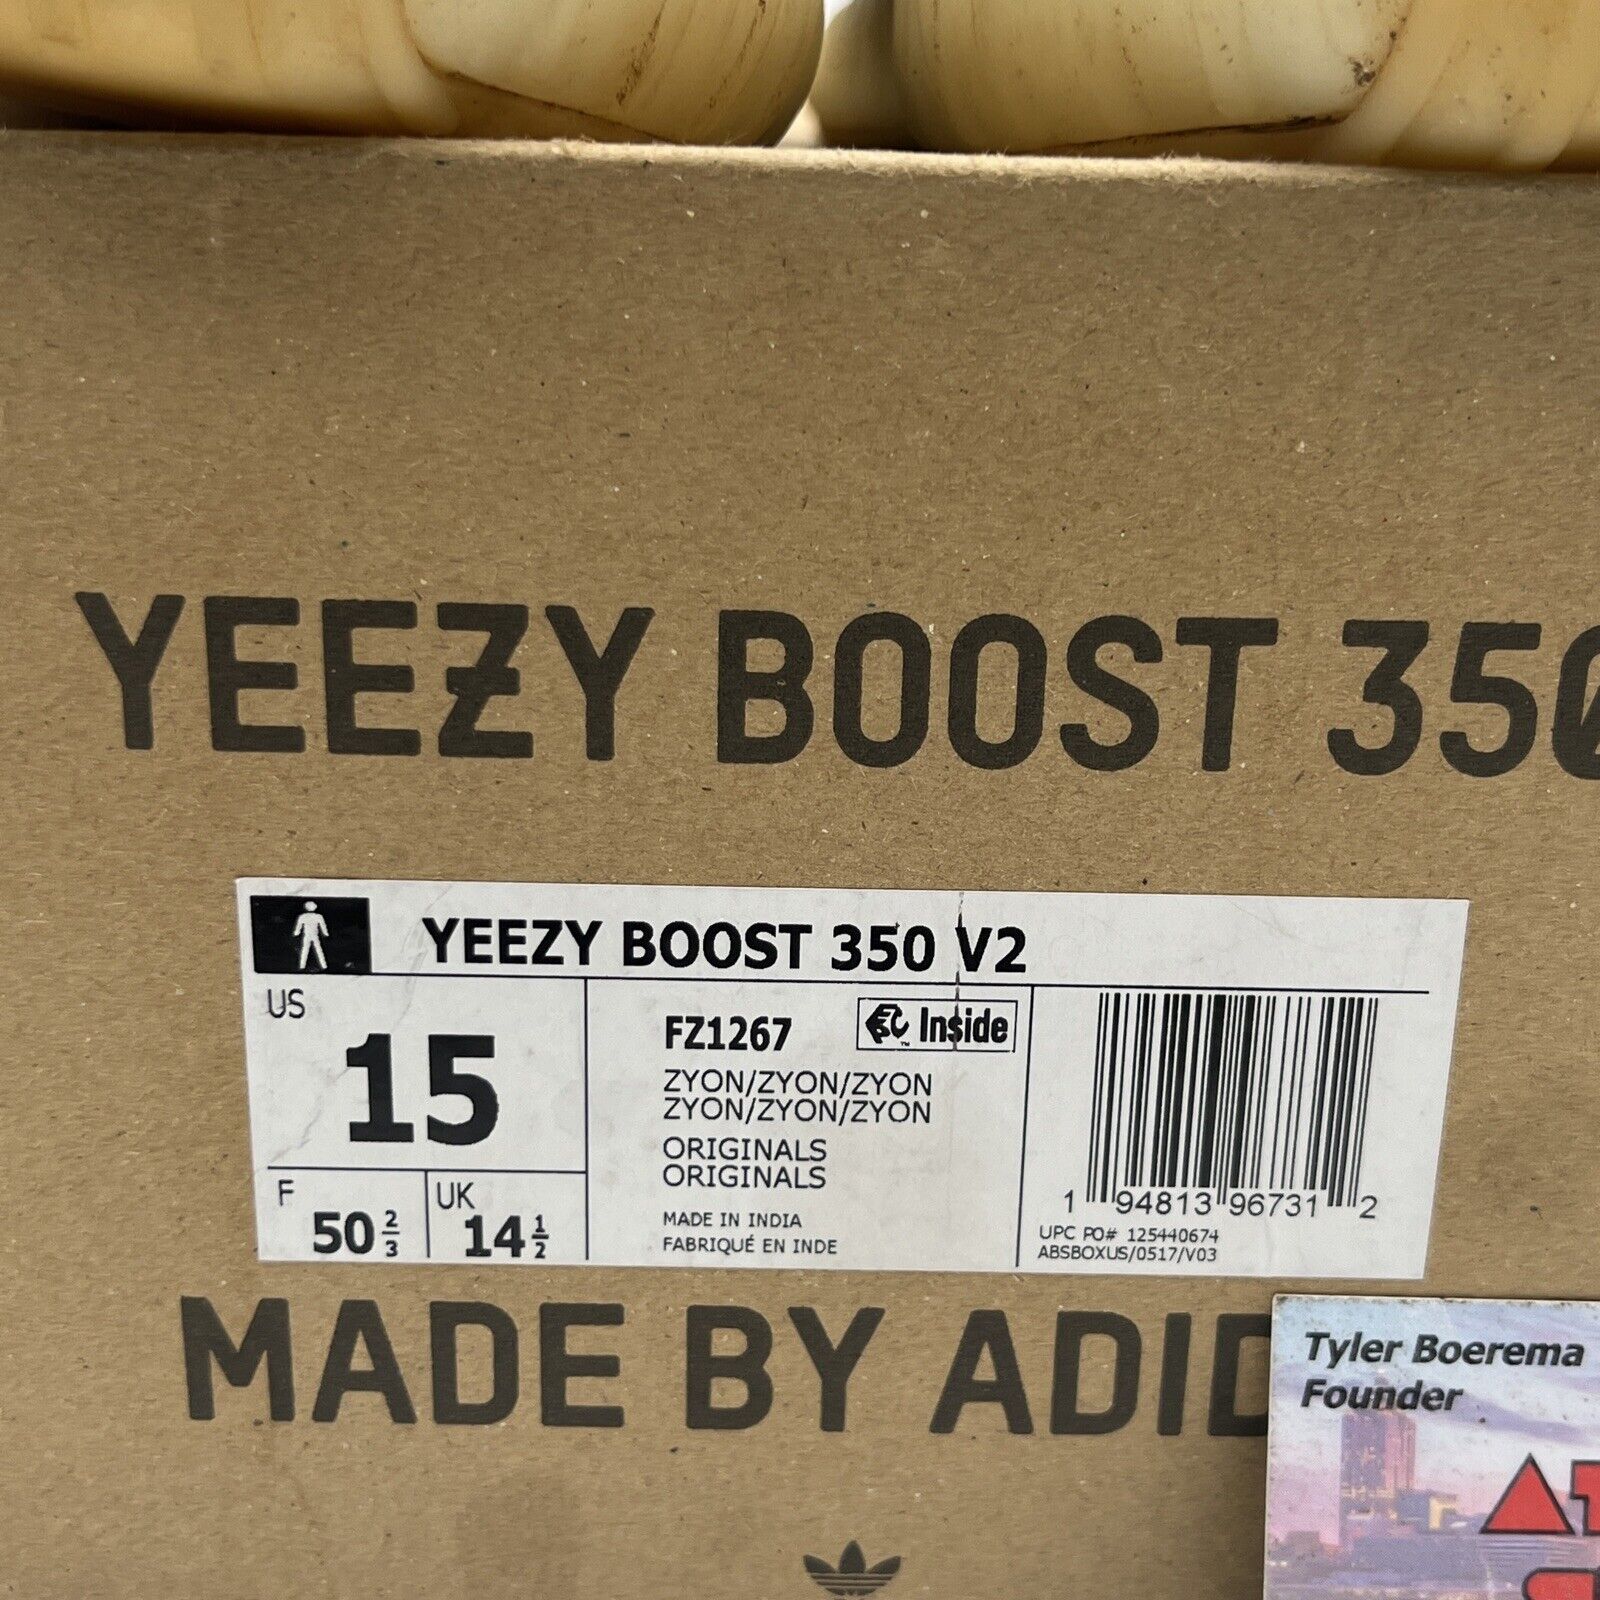 YEEZY BOOST 350
YEEZY BOOST 350 V2
US
15
F
50 2/3
UK
14 1/2
FZ1267
Inside
ZYON/ZYON/ZYON
ZYON/ZYON/ZYON
ORIGINALS
ORIGINALS
MADE IN INDIA
FABRIQUÉ EN INDE
1 94813 96731 2
UPC PO# 125440674
ABSBOXUS/0517/V03
MADE BY ADID
Tyler Boerema
Founder